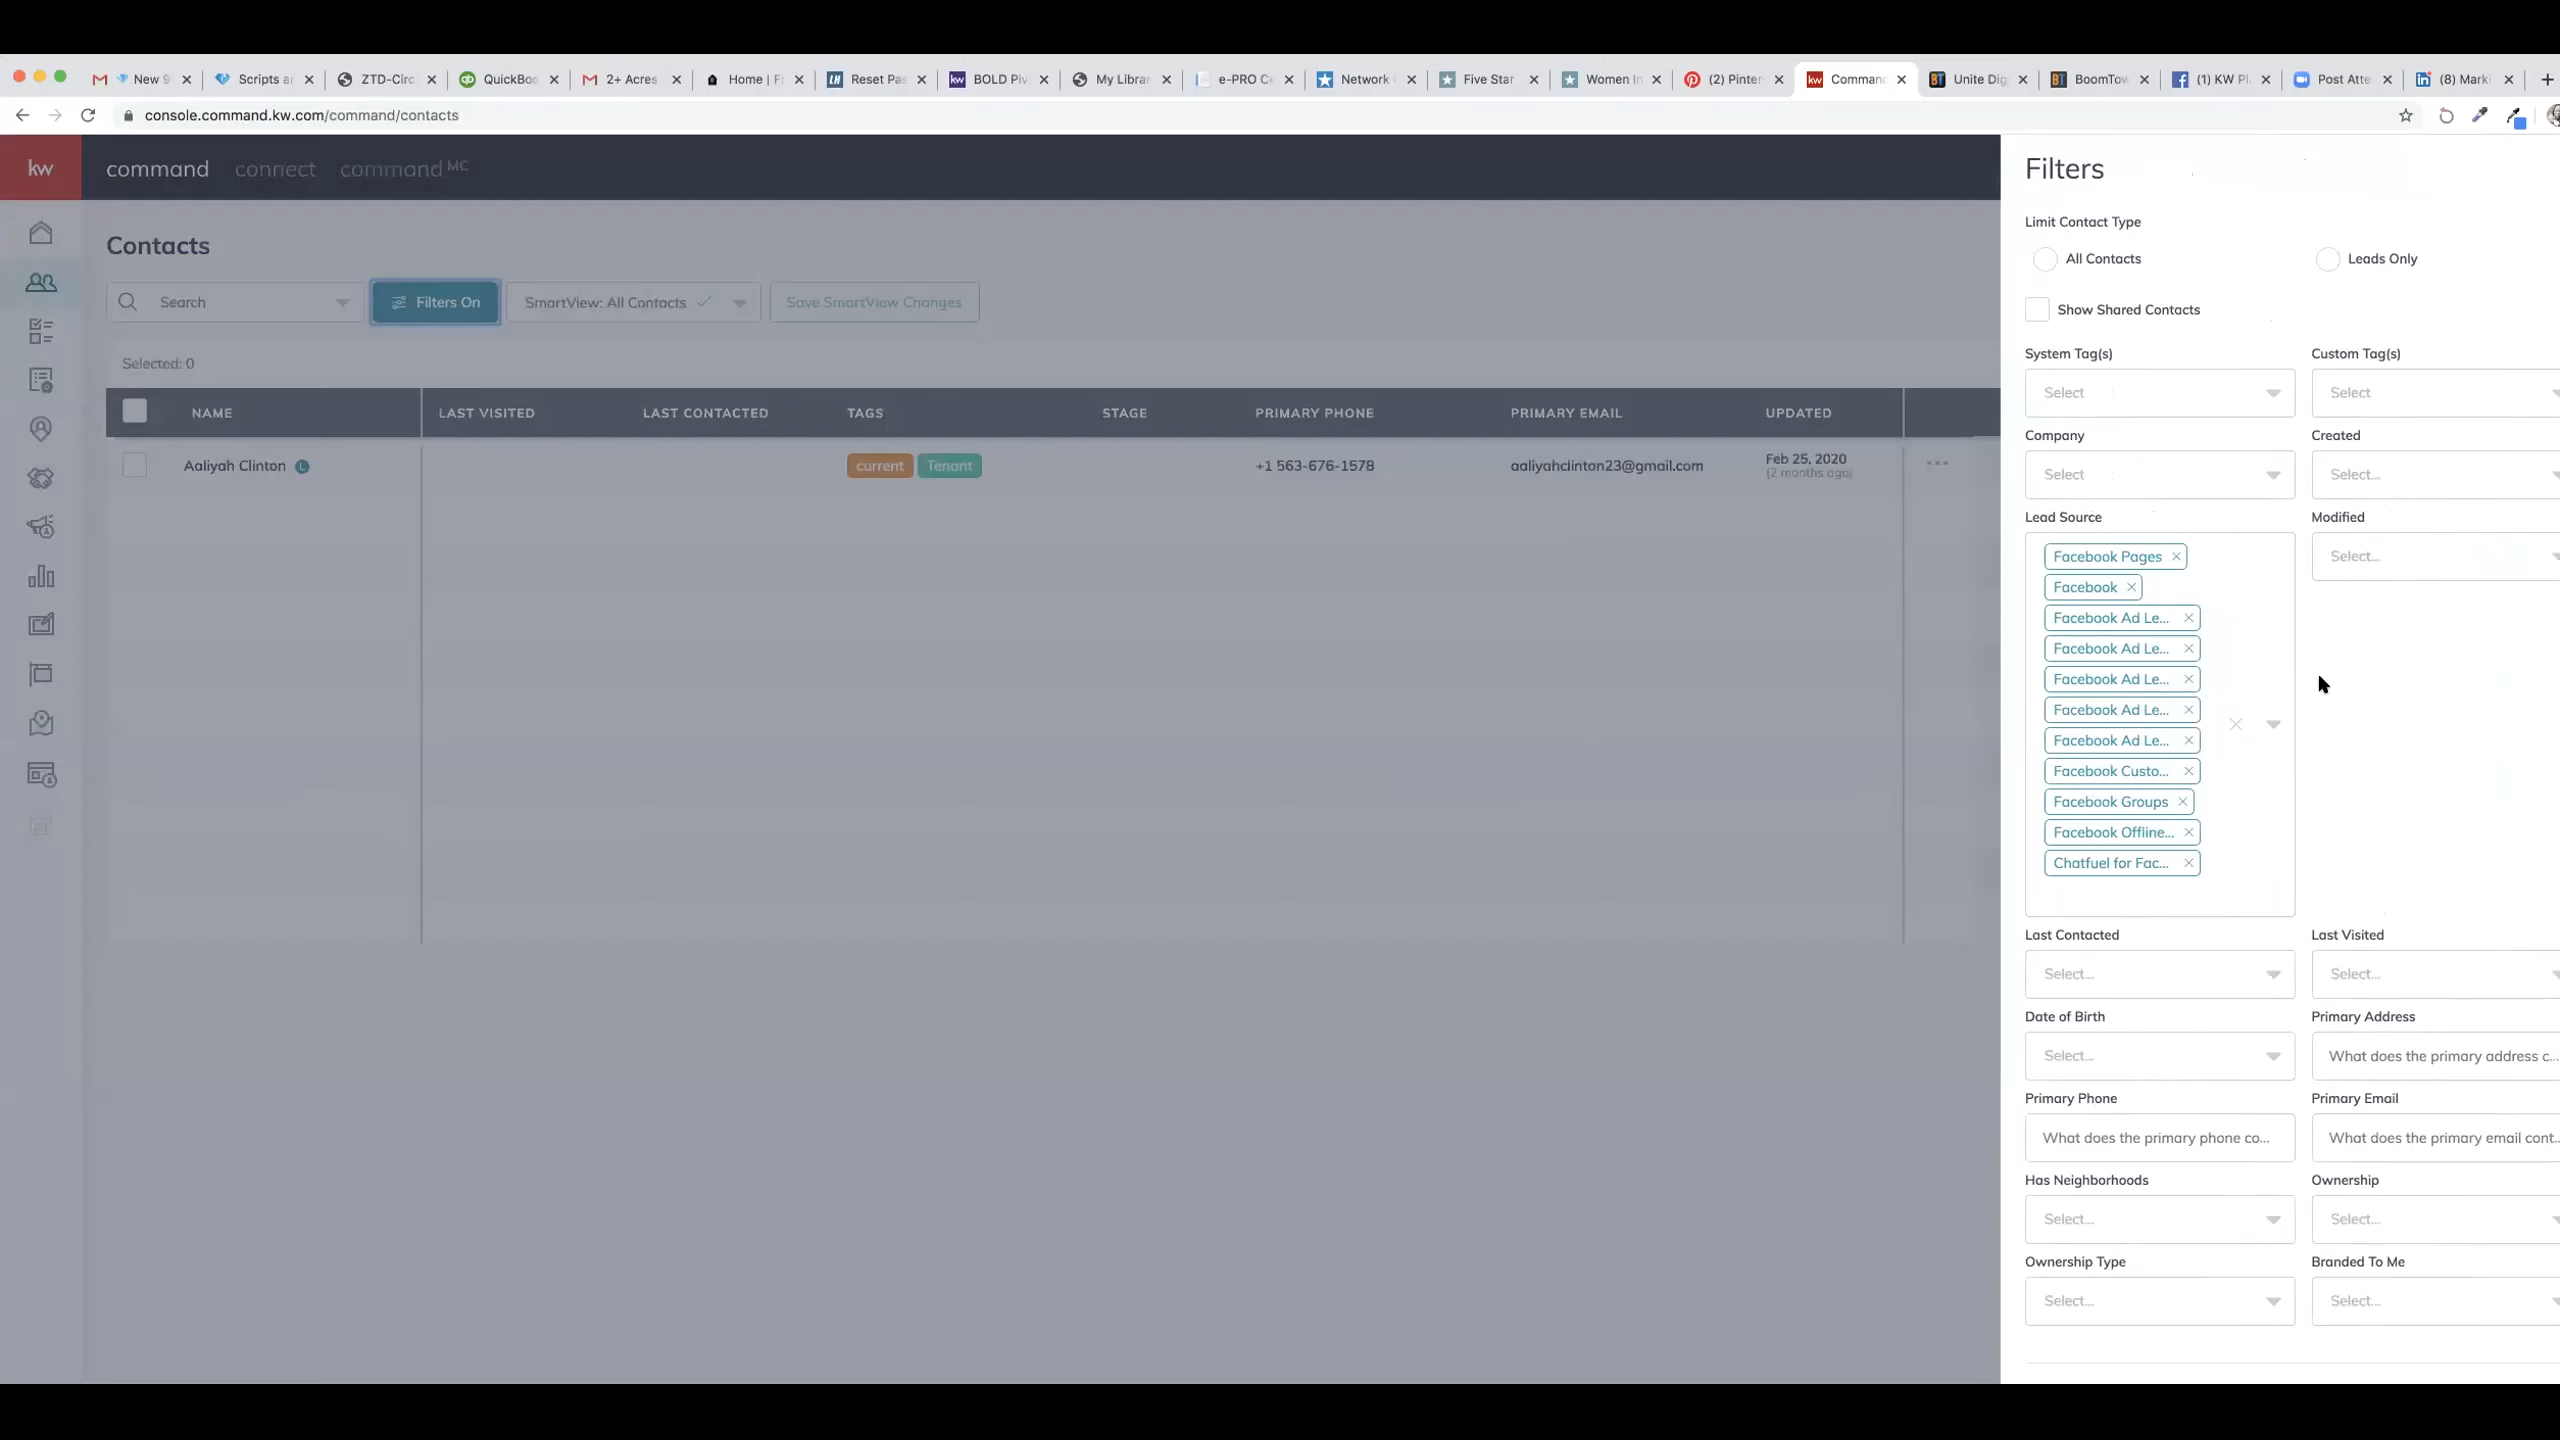 New 9
Scripts a
ZTD-Circ
QuickBoo
2+ Acres
Home | F
Reset Pas
BOLD Piv
My Libra
e-PRO Ce
Network
Five Star
Women In
(2) Pinter
Comman
Unite Dig
BoomTow
(1) KW Pl
Post Atte
(8) Mark
console.command.kw.com/command/contacts
kw
command connect command MC
Contacts
Search
Filters On
SmartView: All Contacts
Save SmartView Changes
Selected: 0
NAME LAST VISITED LAST CONTACTED TAGS STAGE PRIMARY PHONE PRIMARY EMAIL UPDATED
Aaliyah Clinton L current Tenant +1 563-676-1578 aaliyahclinton23@gmail.com Feb 25, 2020
(2 months ago)
Filters
Limit Contact Type
All Contacts Leads Only
Show Shared Contacts
System Tag(s) Custom Tag(s)
Select Select
Company Created
Select Select...
Lead Source Modified
Facebook Pages Select...
Facebook
Facebook Ad Le...
Facebook Ad Le...
Facebook Ad Le...
Facebook Ad Le...
Facebook Ad Le...
Facebook Custo...
Facebook Groups
Facebook Offline...
Chatfuel for Fac...
Last Contacted Last Visited
Select... Select...
Date of Birth Primary Address
Select... What does the primary address c...
Primary Phone Primary Email
What does the primary phone co... What does the primary email cont...
Has Neighborhoods Ownership
Select... Select...
Ownership Type Branded To Me
Select... Select...